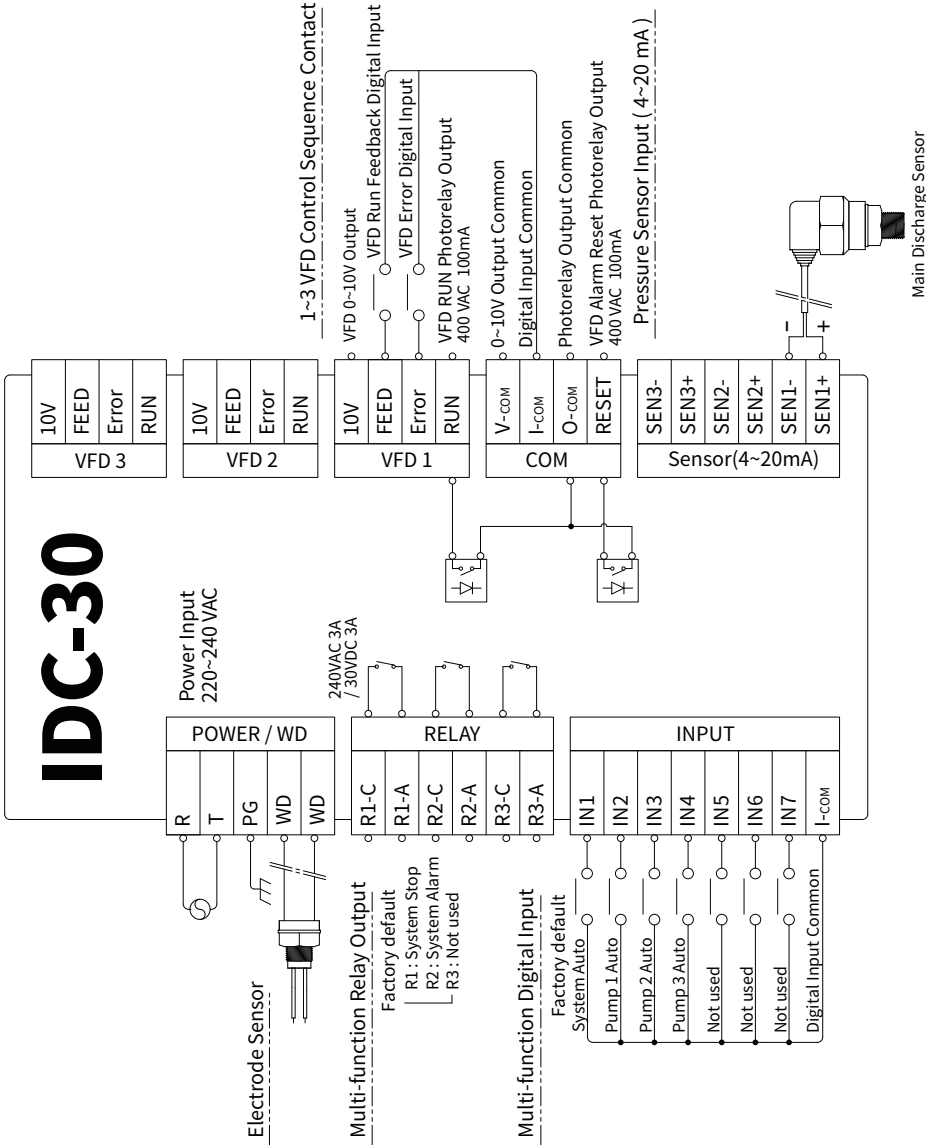 IDC-30
1~3 VFD Control Sequence Contact
VFD 0~10V Output
VFD Run Feedback Digital Input
VFD Error Digital Input
VFD RUN Photorelay Output
400 VAC 100mA
0~10V Output Common
Digital Input Common
Photorelay Output Common
VFD Alarm Reset Photorelay Output
400 VAC 100mA
Pressure Sensor Input ( 4~20 mA )
Main Discharge Sensor
-
+
10V
FEED
Error
RUN
VFD 3
10V
FEED
Error
RUN
VFD 2
10V
FEED
Error
RUN
VFD 1
V-COM
I-COM
O-COM
RESET
COM
SEN3-
SEN3+
SEN2-
SEN2+
SEN1-
SEN1+
Sensor(4~20mA)
Power Input
220~240 VAC
240VAC 3A
/ 30VDC 3A
POWER / WD
R
T
PG
WD
WD
RELAY
R1-C
R1-A
R2-C
R2-A
R3-C
R3-A
INPUT
IN1
IN2
IN3
IN4
IN5
IN6
IN7
I-COM
Electrode Sensor
Multi-function Relay Output
Factory default
R1 : System Stop
R2 : System Alarm
R3 : Not used
Multi-function Digital Input
Factory default
System Auto
Pump 1 Auto
Pump 2 Auto
Pump 3 Auto
Not used
Not used
Not used
Digital Input Common